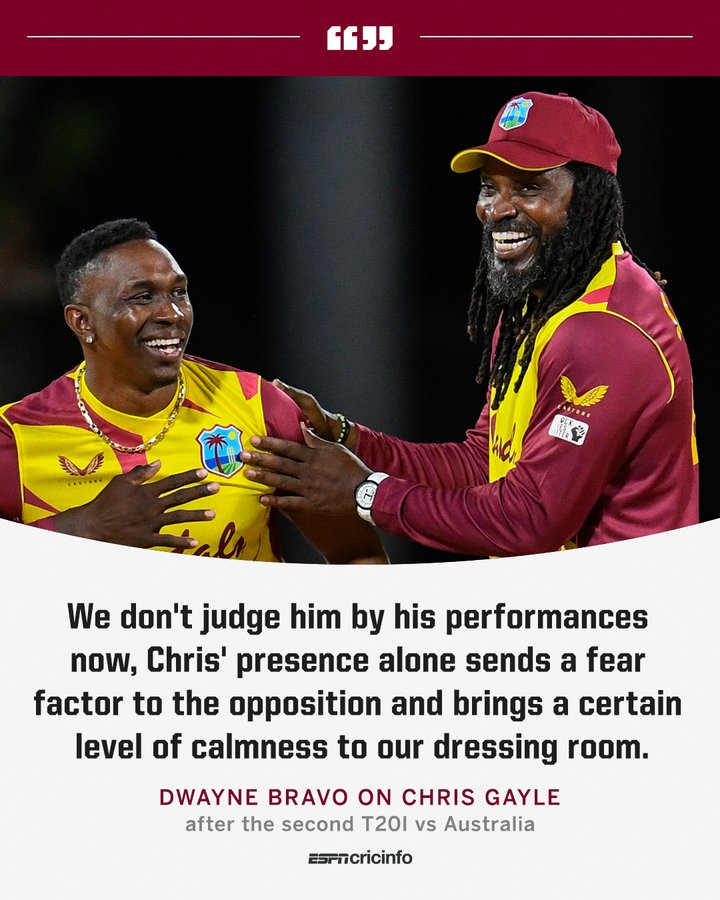 We don't judge him by his performances
now, Chris' presence alone sends a fear
factor to the opposition and brings a certain
level of calmness to our dressing room.
DWAYNE BRAVO ON CHRIS GAYLE
after the second T20I vs Australia
ESPNcricinfo